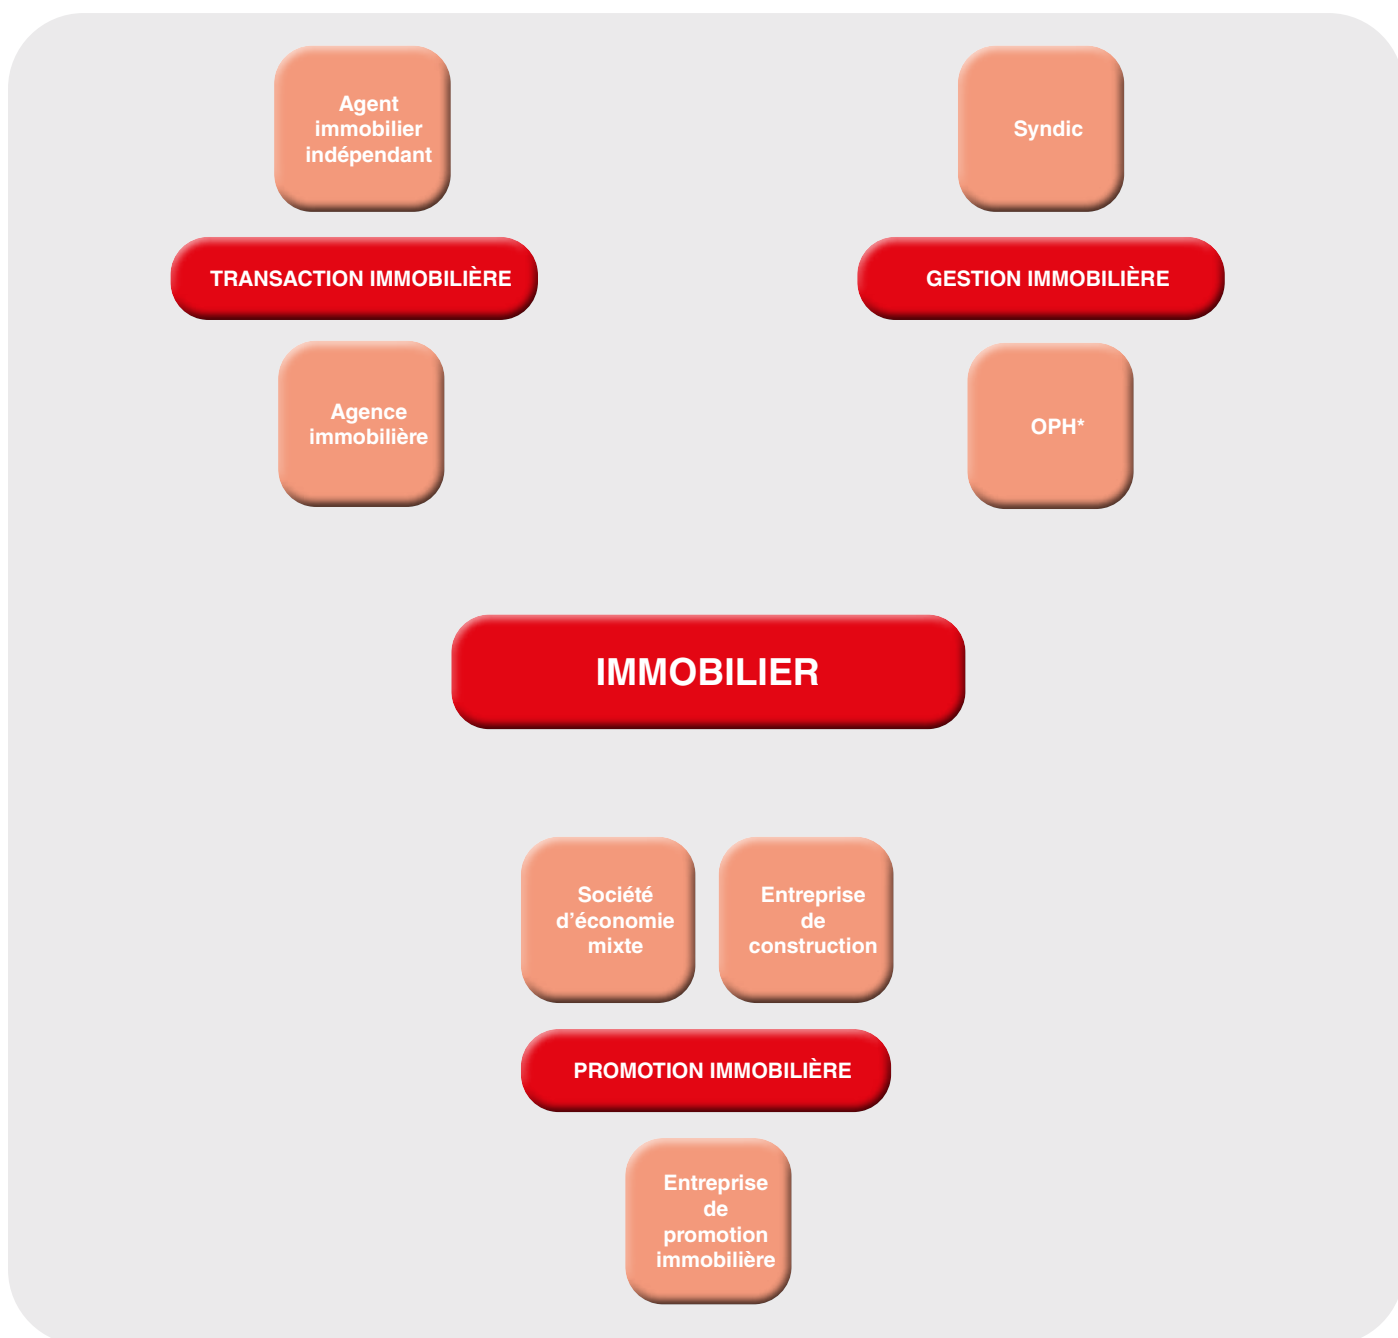 Agent
immobilier
indépendant
TRANSACTION IMMOBILIÈRE
Agence
immobilière
Syndic
GESTION IMMOBILIÈRE
OPH*
IMMOBILIER
Société
d’économie
mixte
Entreprise
de
construction
PROMOTION IMMOBILIÈRE
Entreprise
de
promotion
immobilière